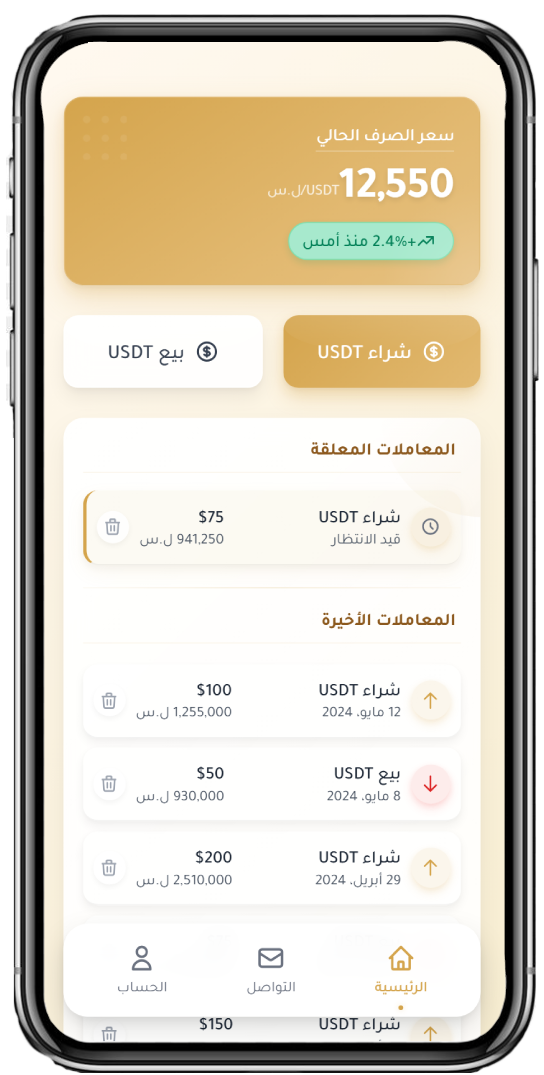 سعر الصرف الحالي
12,550 USDT/ل.س
+2.4% منذ أمس
شراء USDT
بيع USDT
المعاملات المعلقة
شراء USDT $75
قيد الانتظار 941,250 ل.س
المعاملات الأخيرة
شراء USDT $100
12 مايو، 2024 1,255,000 ل.س
بيع USDT $50
8 مايو، 2024 930,000 ل.س
شراء USDT $200
29 أبريل، 2024 2,510,000 ل.س
الرئيسية
التواصل
الحساب
شراء USDT $150